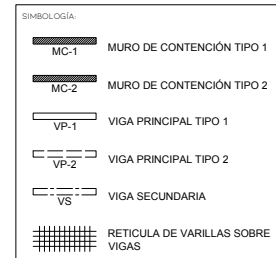 SIMBOLOGÍA:
MC-1 MURO DE CONTENCIÓN TIPO 1
MC-2 MURO DE CONTENCIÓN TIPO 2
VP-1 VIGA PRINCIPAL TIPO 1
VP-2 VIGA PRINCIPAL TIPO 2
VS VIGA SECUNDARIA
RETICULA DE VARILLAS SOBRE
VIGAS